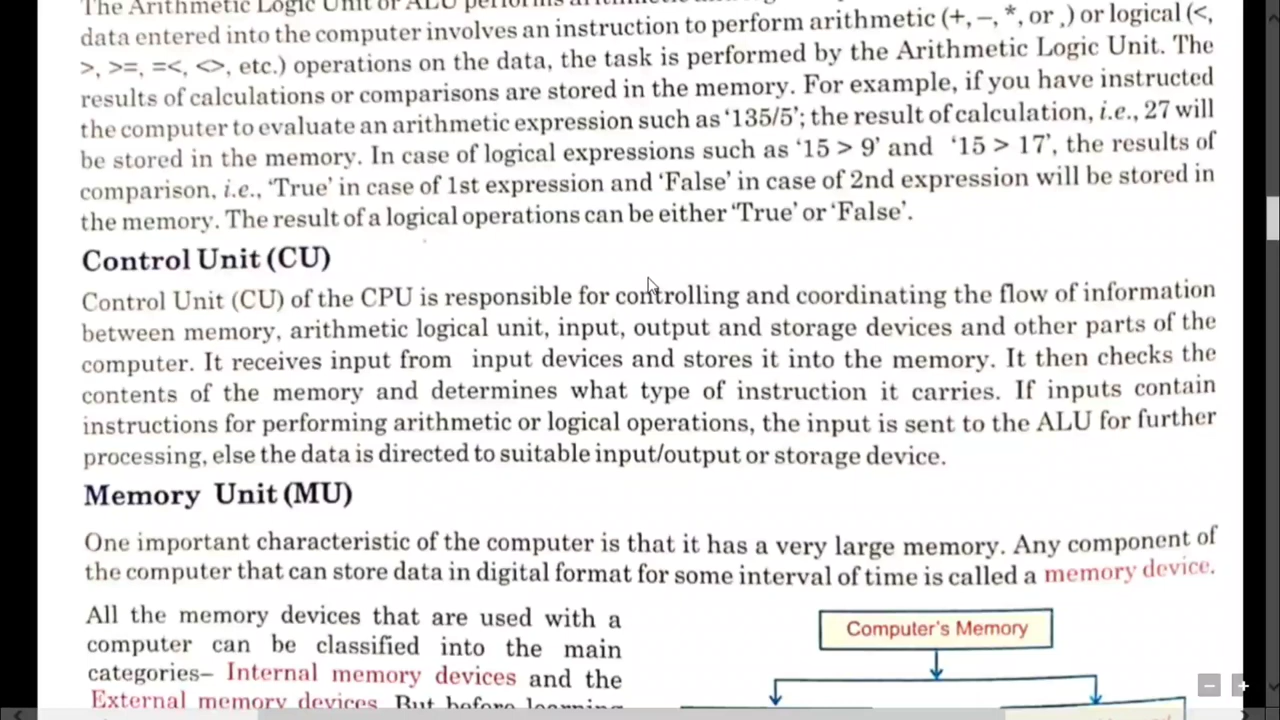 The Arithmetic Logic Unit or ALU performs
data entered into the computer involves an instruction to perform arithmetic (+, –, *, or ,) or logical (<,
>, >=, =<, <>, etc.) operations on the data, the task is performed by the Arithmetic Logic Unit. The
results of calculations or comparisons are stored in the memory. For example, if you have instructed
the computer to evaluate an arithmetic expression such as ‘135/5’; the result of calculation, i.e., 27 will
be stored in the memory. In case of logical expressions such as ‘15 > 9’ and ‘15 > 17’, the results of
comparison, i.e., ‘True’ in case of 1st expression and ‘False’ in case of 2nd expression will be stored in
the memory. The result of a logical operations can be either ‘True’ or ‘False’.
Control Unit (CU)
Control Unit (CU) of the CPU is responsible for controlling and coordinating the flow of information
between memory, arithmetic logical unit, input, output and storage devices and other parts of the
computer. It receives input from input devices and stores it into the memory. It then checks the
contents of the memory and determines what type of instruction it carries. If inputs contain
instructions for performing arithmetic or logical operations, the input is sent to the ALU for further
processing, else the data is directed to suitable input/output or storage device.
Memory Unit (MU)
One important characteristic of the computer is that it has a very large memory. Any component of
the computer that can store data in digital format for some interval of time is called a memory device.
All the memory devices that are used with a
computer can be classified into the main
categories– Internal memory devices and the
External memory devices. But before learning
Computer's Memory